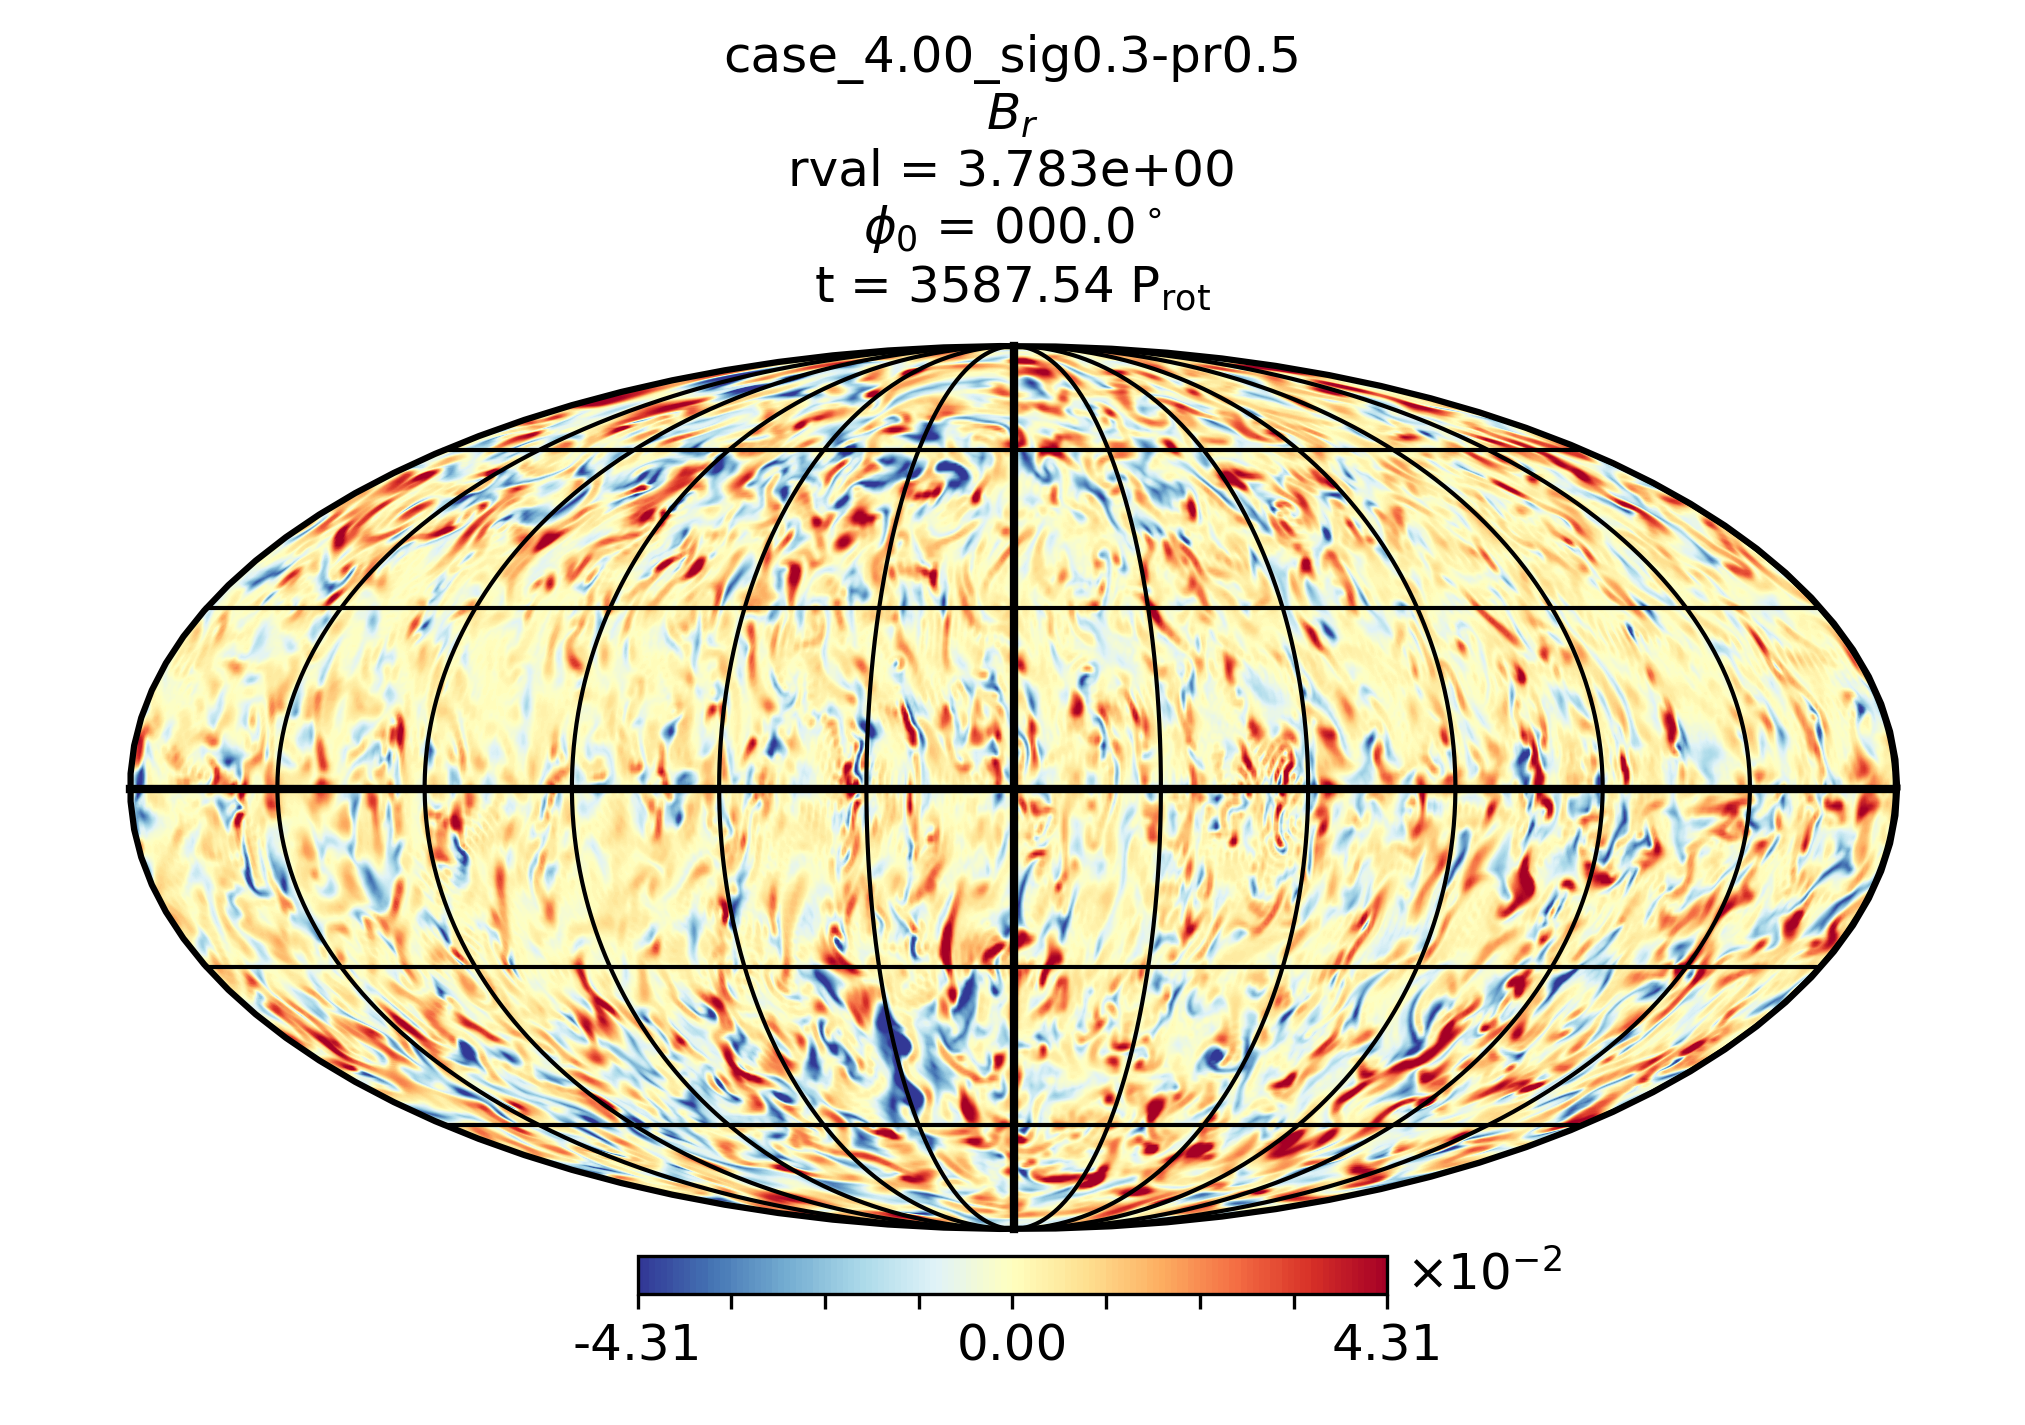 case_4.00_sig0.3-pr0.5
B_r
rval = 3.783e+00
ϕ_0 = 000.0°
t = 3587.54 P_rot
×10^−2
-4.31 0.00 4.31